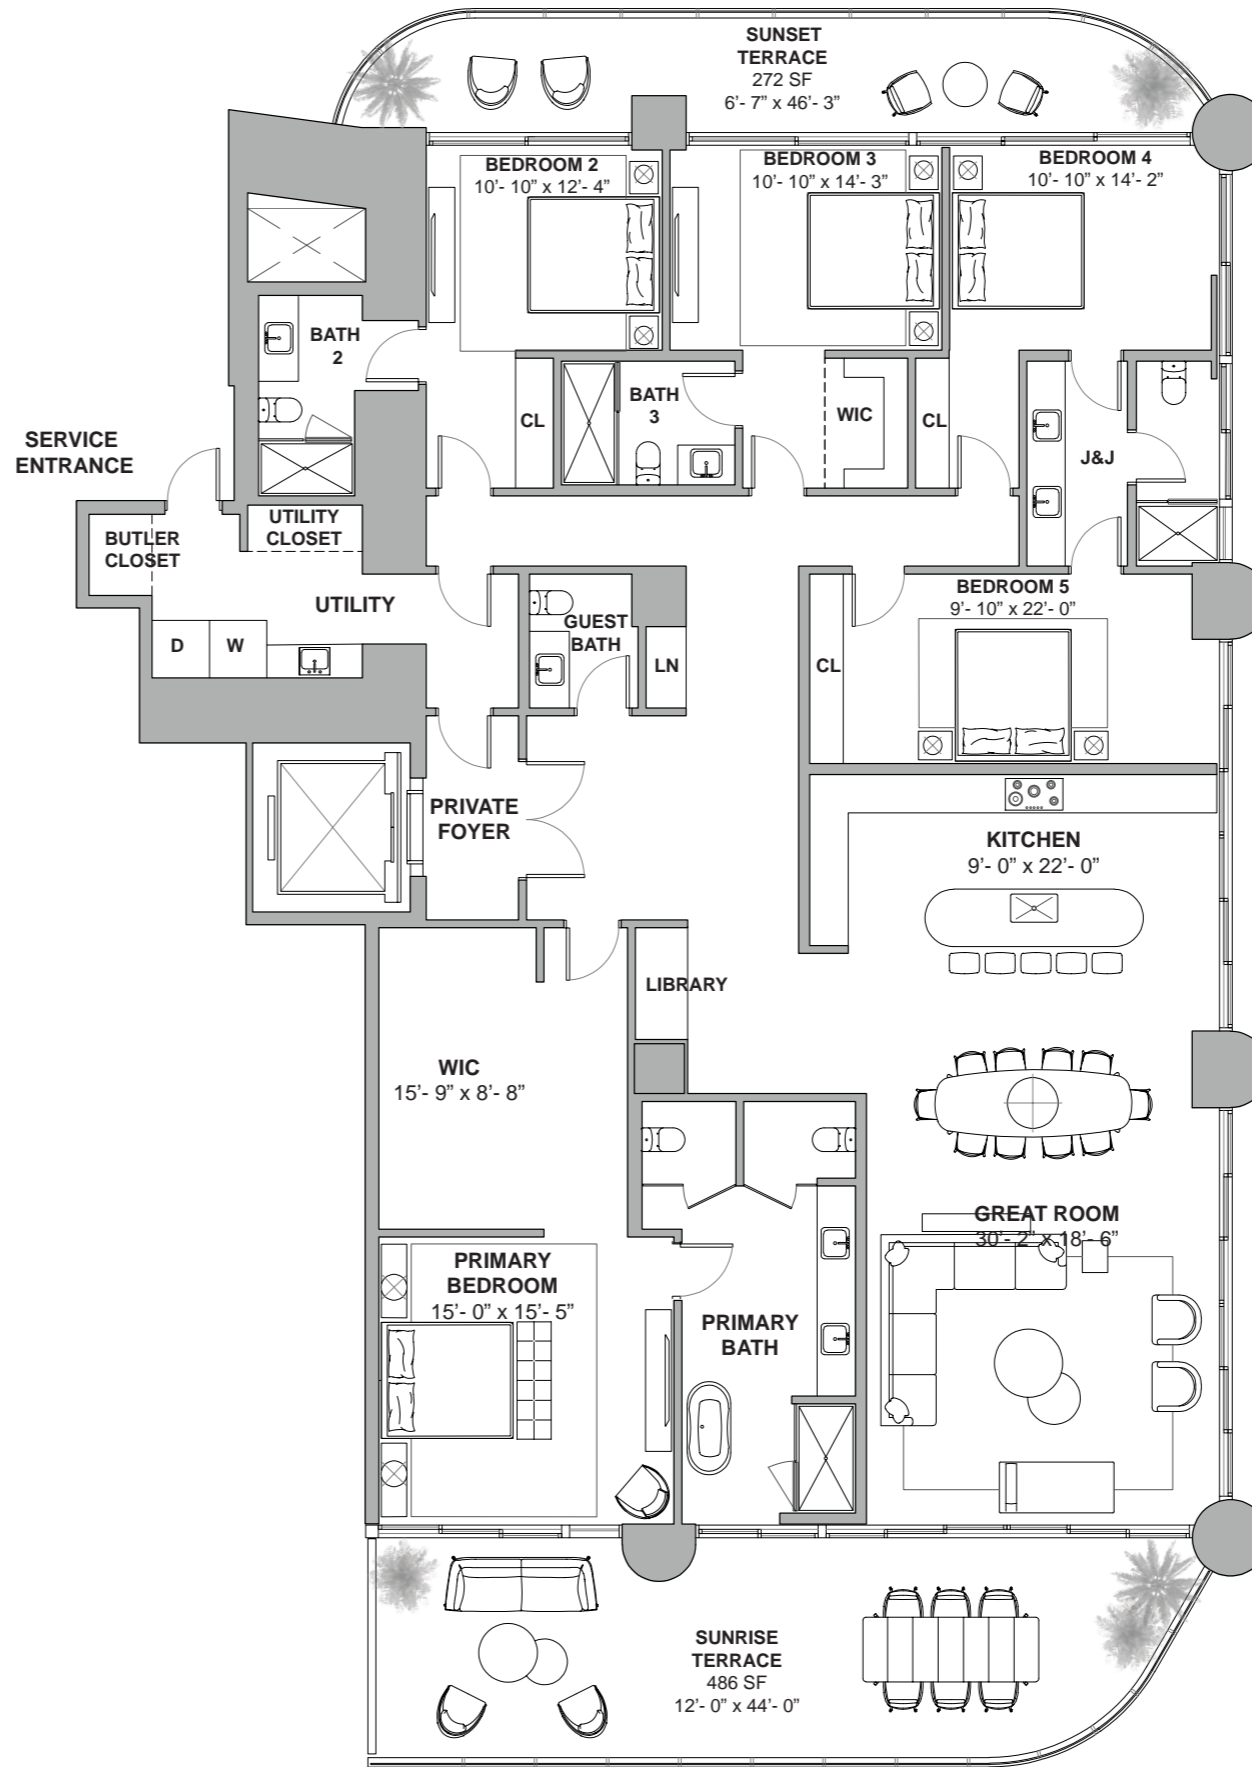 SUNSET
TERRACE
272 SF
6’- 7” x 46’- 3”
BEDROOM 2
10’- 10” x 12’- 4”
BEDROOM 3
10’- 10” x 14’- 3”
BEDROOM 4
10’- 10” x 14’- 2”
BATH
2
CL
BATH
3
WIC
CL
J&J
SERVICE
ENTRANCE
BUTLER
CLOSET
UTILITY
CLOSET
UTILITY
D
W
GUEST
BATH
LN
BEDROOM 5
9’- 10” x 22’- 0”
CL
PRIVATE
FOYER
KITCHEN
9’- 0” x 22’- 0”
LIBRARY
WIC
15’- 9” x 8’- 8”
GREAT ROOM
30’- 2” x 18’- 6”
PRIMARY
BEDROOM
15’- 0” x 15’- 5”
PRIMARY
BATH
SUNRISE
TERRACE
486 SF
12’- 0” x 44’- 0”